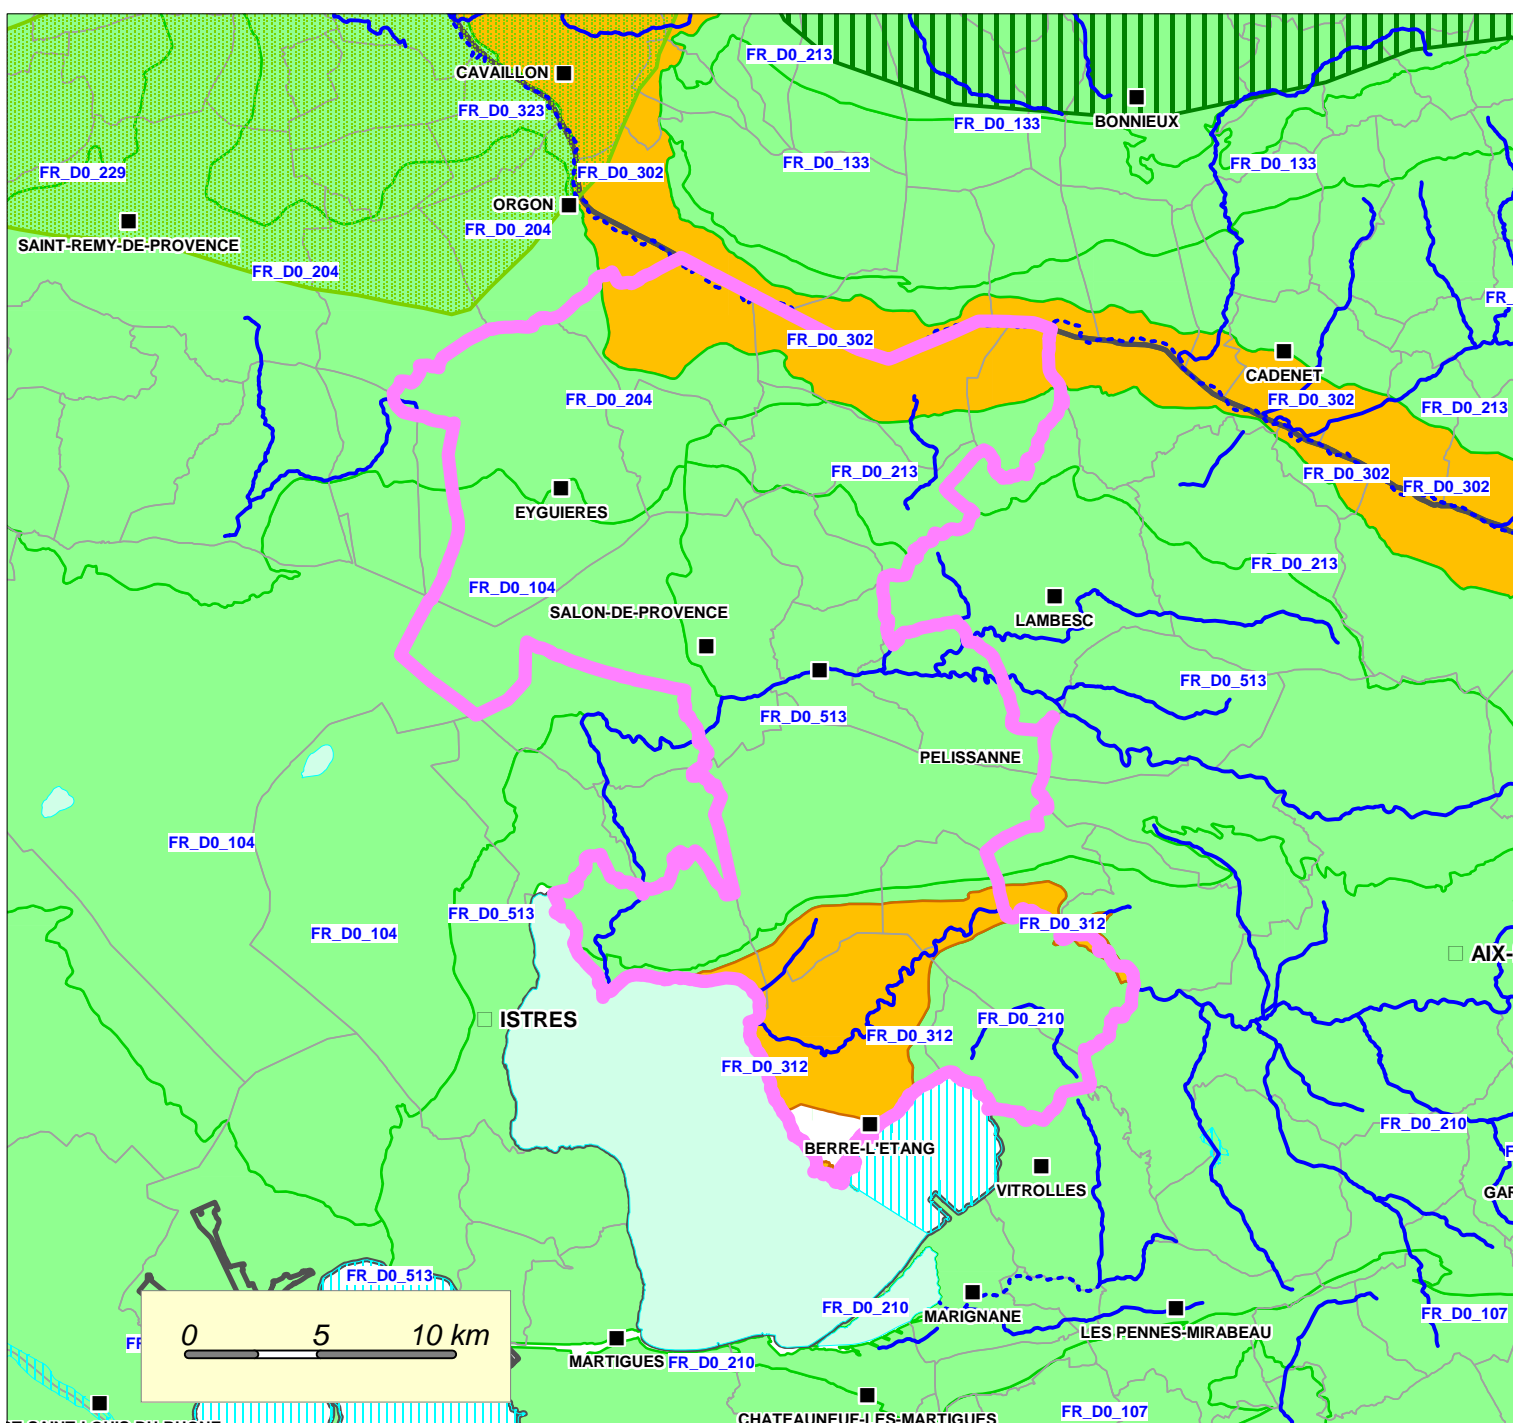 FR_D0_213
CAVAILLON
FR_D0_323
BONNIEUX
FR_D0_133
FR_D0_133
FR_D0_133
FR_D0_229
FR_D0_302
ORGON
SAINT-REMY-DE-PROVENCE
FR_D0_204
FR_D0_204
FR_
FR_D0_302
CADENET
FR_D0_204
FR_D0_302
FR_D0_213
FR_D0_213
FR_D0_302
FR_D0_302
EYGUIERES
FR_D0_213
FR_D0_104
SALON-DE-PROVENCE
LAMBESC
FR_D0_513
FR_D0_513
PELISSANNE
FR_D0_104
FR_D0_513
FR_D0_104
FR_D0_312
AIX-
ISTRES
FR_D0_210
FR_D0_312
FR_D0_312
FR_D0_210
BERRE-L'ETANG
VITROLLES
GAR
FR_D0_513
FR_D0_210
MARIGNANE
FR_D0_107
LES PENNES-MIRABEAU
0 5 10 km
MARTIGUES
FR_D0_210
FR_D0_107
CHATEAUNEUF-LES-MARTIGUES